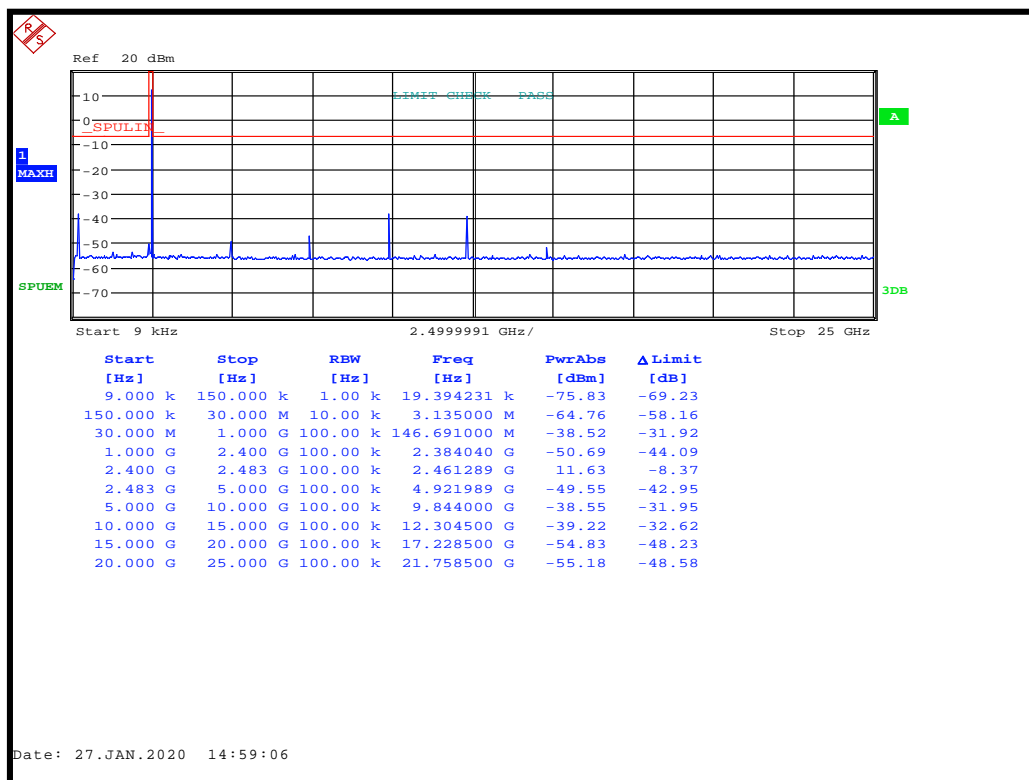 R
S
Ref 20 dBm
10
LIMIT CHECK PASS
A
0
_SPULIN_
-10
1
MAXH
-20
-30
-40
-50
-60
SPUEM
-70
3DB
Start 9 kHz 2.4999991 GHz/ Stop 25 GHz
Start Stop RBW Freq PwrAbs Δ Limit
[Hz] [Hz] [Hz] [Hz] [dBm] [dB]
9.000 k 150.000 k 1.00 k 19.394231 k -75.83 -69.23
150.000 k 30.000 M 10.00 k 3.135000 M -64.76 -58.16
30.000 M 1.000 G 100.00 k 146.691000 M -38.52 -31.92
1.000 G 2.400 G 100.00 k 2.384040 G -50.69 -44.09
2.400 G 2.483 G 100.00 k 2.461289 G 11.63 -8.37
2.483 G 5.000 G 100.00 k 4.921989 G -49.55 -42.95
5.000 G 10.000 G 100.00 k 9.844000 G -38.55 -31.95
10.000 G 15.000 G 100.00 k 12.304500 G -39.22 -32.62
15.000 G 20.000 G 100.00 k 17.228500 G -54.83 -48.23
20.000 G 25.000 G 100.00 k 21.758500 G -55.18 -48.58
Date: 27.JAN.2020 14:59:06